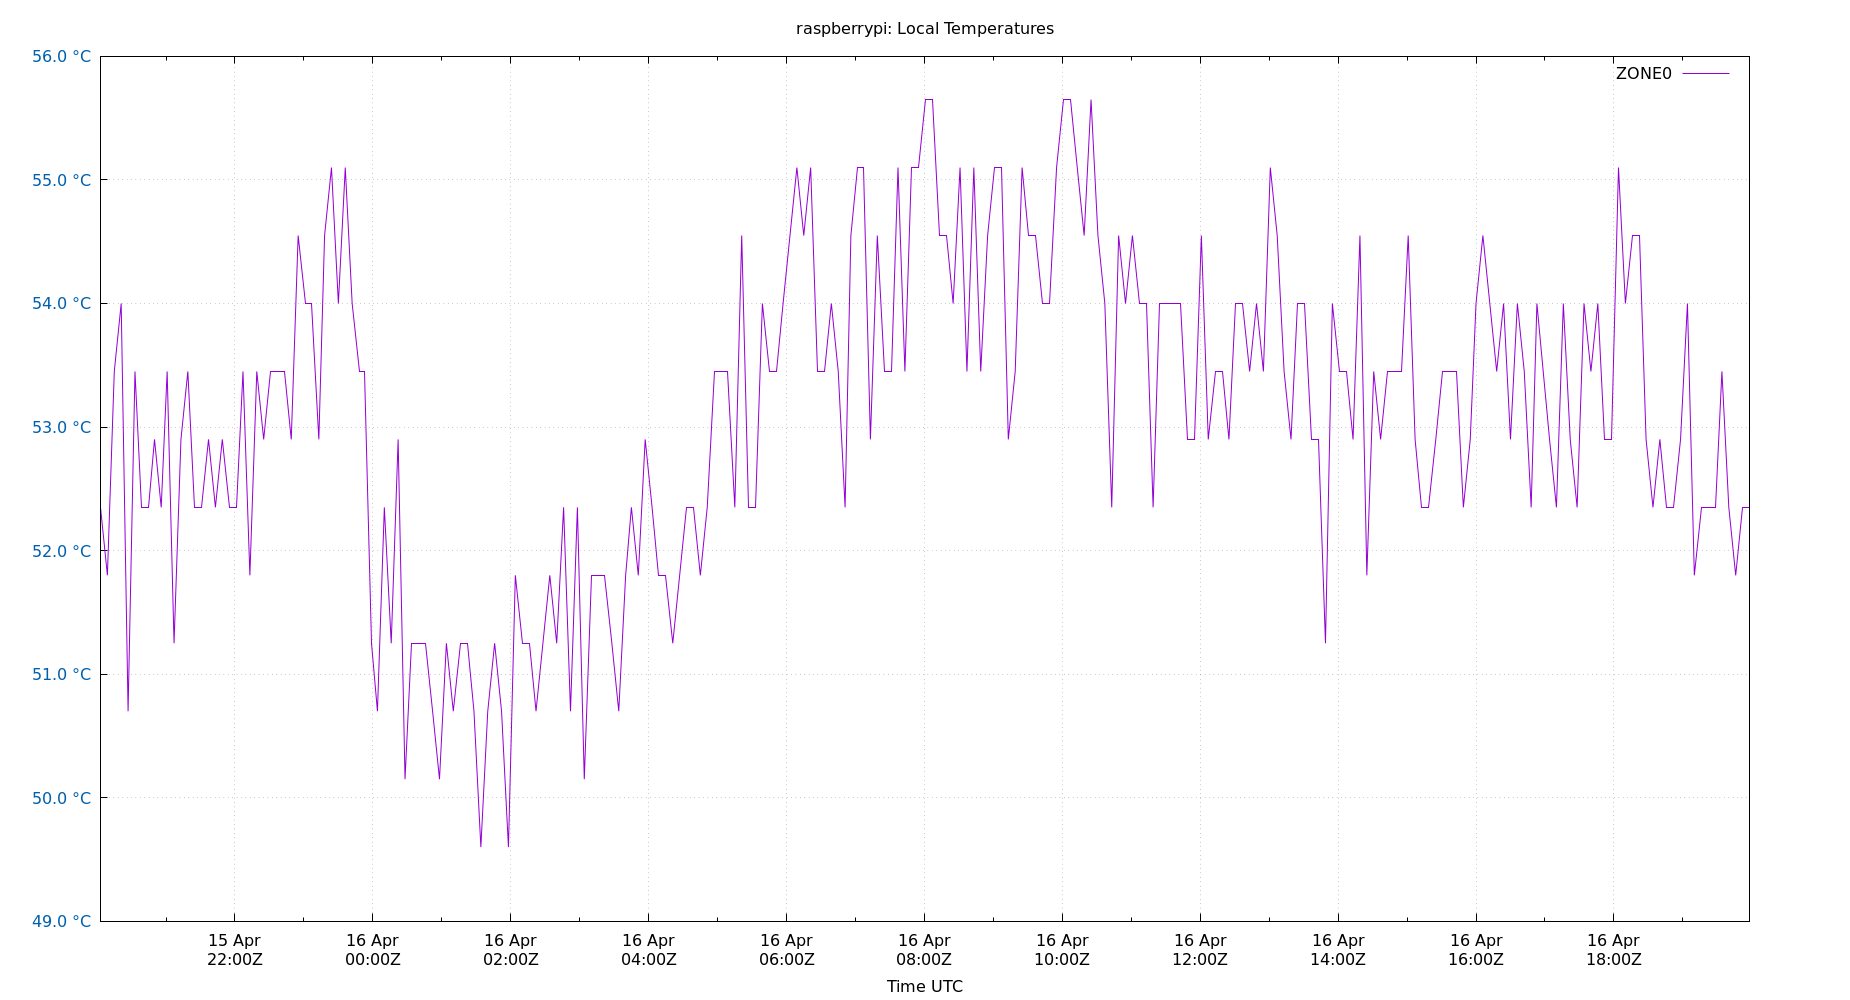 raspberrypi: Local Temperatures
ZONE0
56.0 °C
55.0 °C
54.0 °C
53.0 °C
52.0 °C
51.0 °C
50.0 °C
49.0 °C
15 Apr 16 Apr 16 Apr 16 Apr 16 Apr 16 Apr 16 Apr 16 Apr 16 Apr 16 Apr 16 Apr
22:00Z 00:00Z 02:00Z 04:00Z 06:00Z 08:00Z 10:00Z 12:00Z 14:00Z 16:00Z 18:00Z
Time UTC